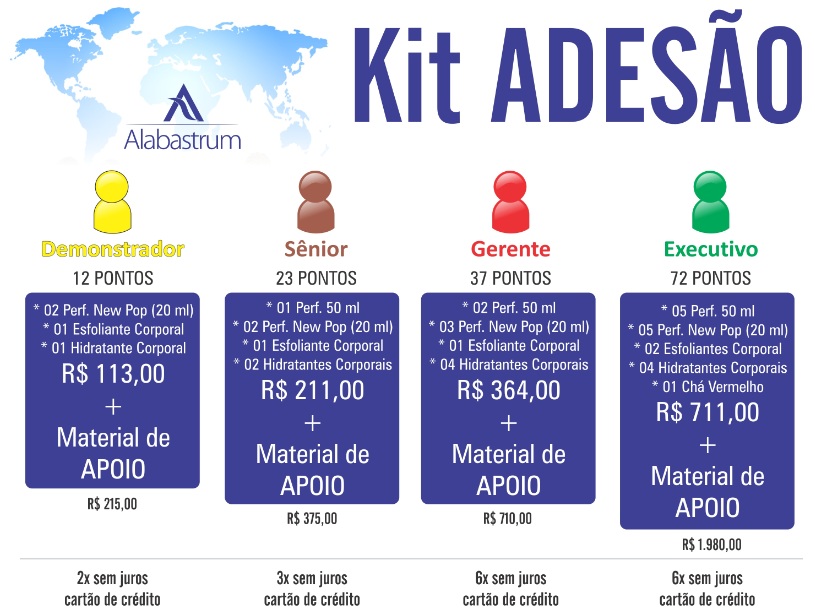 Kit ADESÃO
Alabastrum
Demonstrador
12 PONTOS
* 02 Perf. New Pop (20 ml)
* 01 Esfoliante Corporal
* 01 Hidratante Corporal
R$ 113,00
+
Material de
APOIO
R$ 215,00
2x sem juros
cartão de crédito
Sênior
23 PONTOS
* 01 Perf. 50 ml
* 02 Perf. New Pop (20 ml)
* 01 Esfoliante Corporal
* 02 Hidratantes Corporais
R$ 211,00
+
Material de
APOIO
R$ 375,00
3x sem juros
cartão de crédito
Gerente
37 PONTOS
* 02 Perf. 50 ml
* 03 Perf. New Pop (20 ml)
* 01 Esfoliante Corporal
* 04 Hidratantes Corporais
R$ 364,00
+
Material de
APOIO
R$ 710,00
6x sem juros
cartão de crédito
Executivo
72 PONTOS
* 05 Perf. 50 ml
* 05 Perf. New Pop (20 ml)
* 02 Esfoliantes Corporal
* 04 Hidratantes Corporais
* 01 Chá Vermelho
R$ 711,00
+
Material de
APOIO
R$ 1.980,00
6x sem juros
cartão de crédito